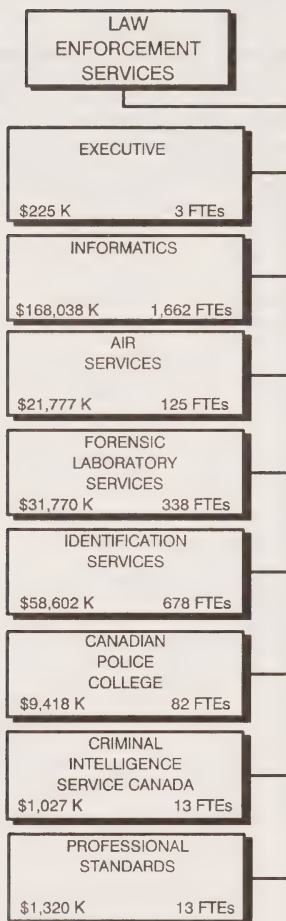 LAW
ENFORCEMENT
SERVICES
EXECUTIVE
$225 K 3 FTEs
INFORMATICS
$168,038 K 1,662 FTEs
AIR
SERVICES
$21,777 K 125 FTEs
FORENSIC
LABORATORY
SERVICES
$31,770 K 338 FTEs
IDENTIFICATION
SERVICES
$58,602 K 678 FTEs
CANADIAN
POLICE
COLLEGE
$9,418 K 82 FTEs
CRIMINAL
INTELLIGENCE
SERVICE CANADA
$1,027 K 13 FTEs
PROFESSIONAL
STANDARDS
$1,320 K 13 FTEs